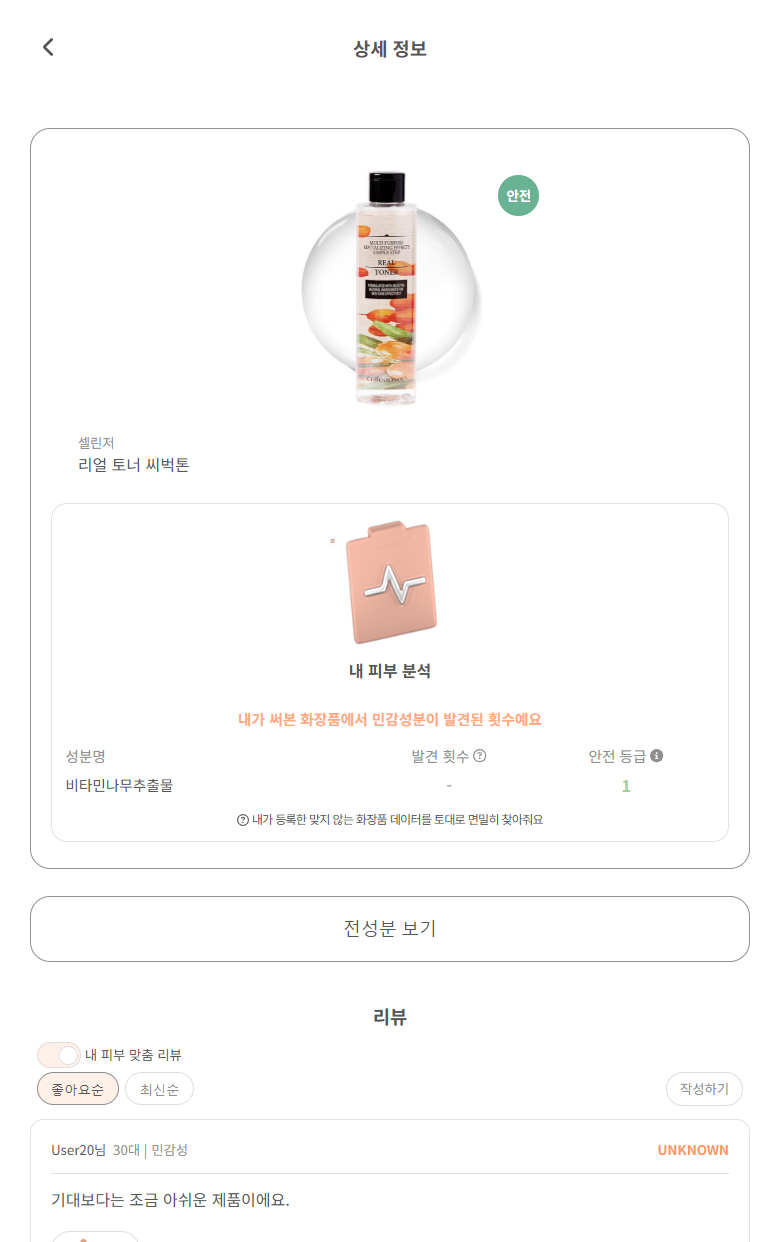 상세 정보
안전
MULTI PURPOSE
REVITALIZING EFFECTS
SIMPLE STEP
REAL
TONER
셀린저
리얼 토너 씨벅톤
내 피부 분석
내가 써본 화장품에서 민감성분이 발견된 횟수예요
성분명 발견 횟수 ? 안전 등급 i
비타민나무추출물 - 1
? 내가 등록한 맞지 않는 화장품 데이터를 토대로 면밀히 찾아줘요
전성분 보기
리뷰
내 피부 맞춤 리뷰
좋아요순 최신순 작성하기
User20님 30대 | 민감성 UNKNOWN
기대보다는 조금 아쉬운 제품이에요.